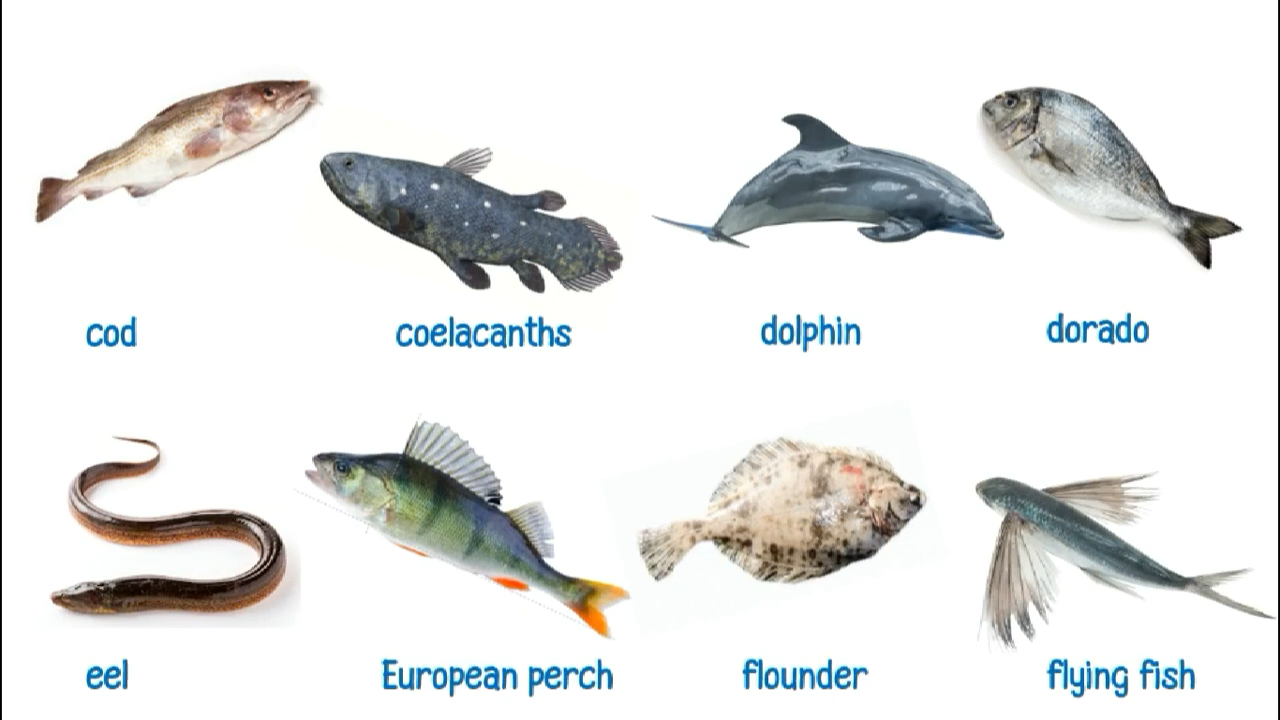 cod
coelacanths
dolphin
dorado
eel
European perch
flounder
flying fish